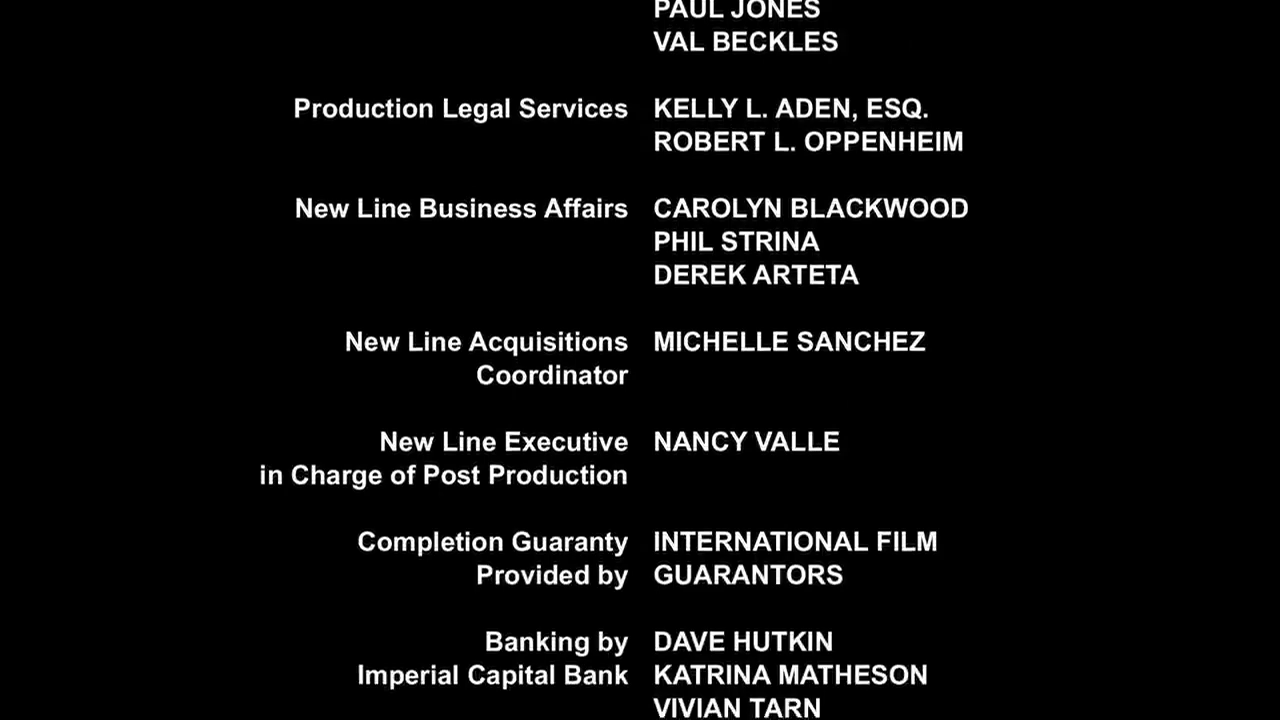 PAUL JONES
VAL BECKLES
Production Legal Services KELLY L. ADEN, ESQ.
ROBERT L. OPPENHEIM
New Line Business Affairs CAROLYN BLACKWOOD
PHIL STRINA
DEREK ARTETA
New Line Acquisitions MICHELLE SANCHEZ
Coordinator
New Line Executive NANCY VALLE
in Charge of Post Production
Completion Guaranty INTERNATIONAL FILM
Provided by GUARANTORS
Banking by DAVE HUTKIN
Imperial Capital Bank KATRINA MATHESON
VIVIAN TARN